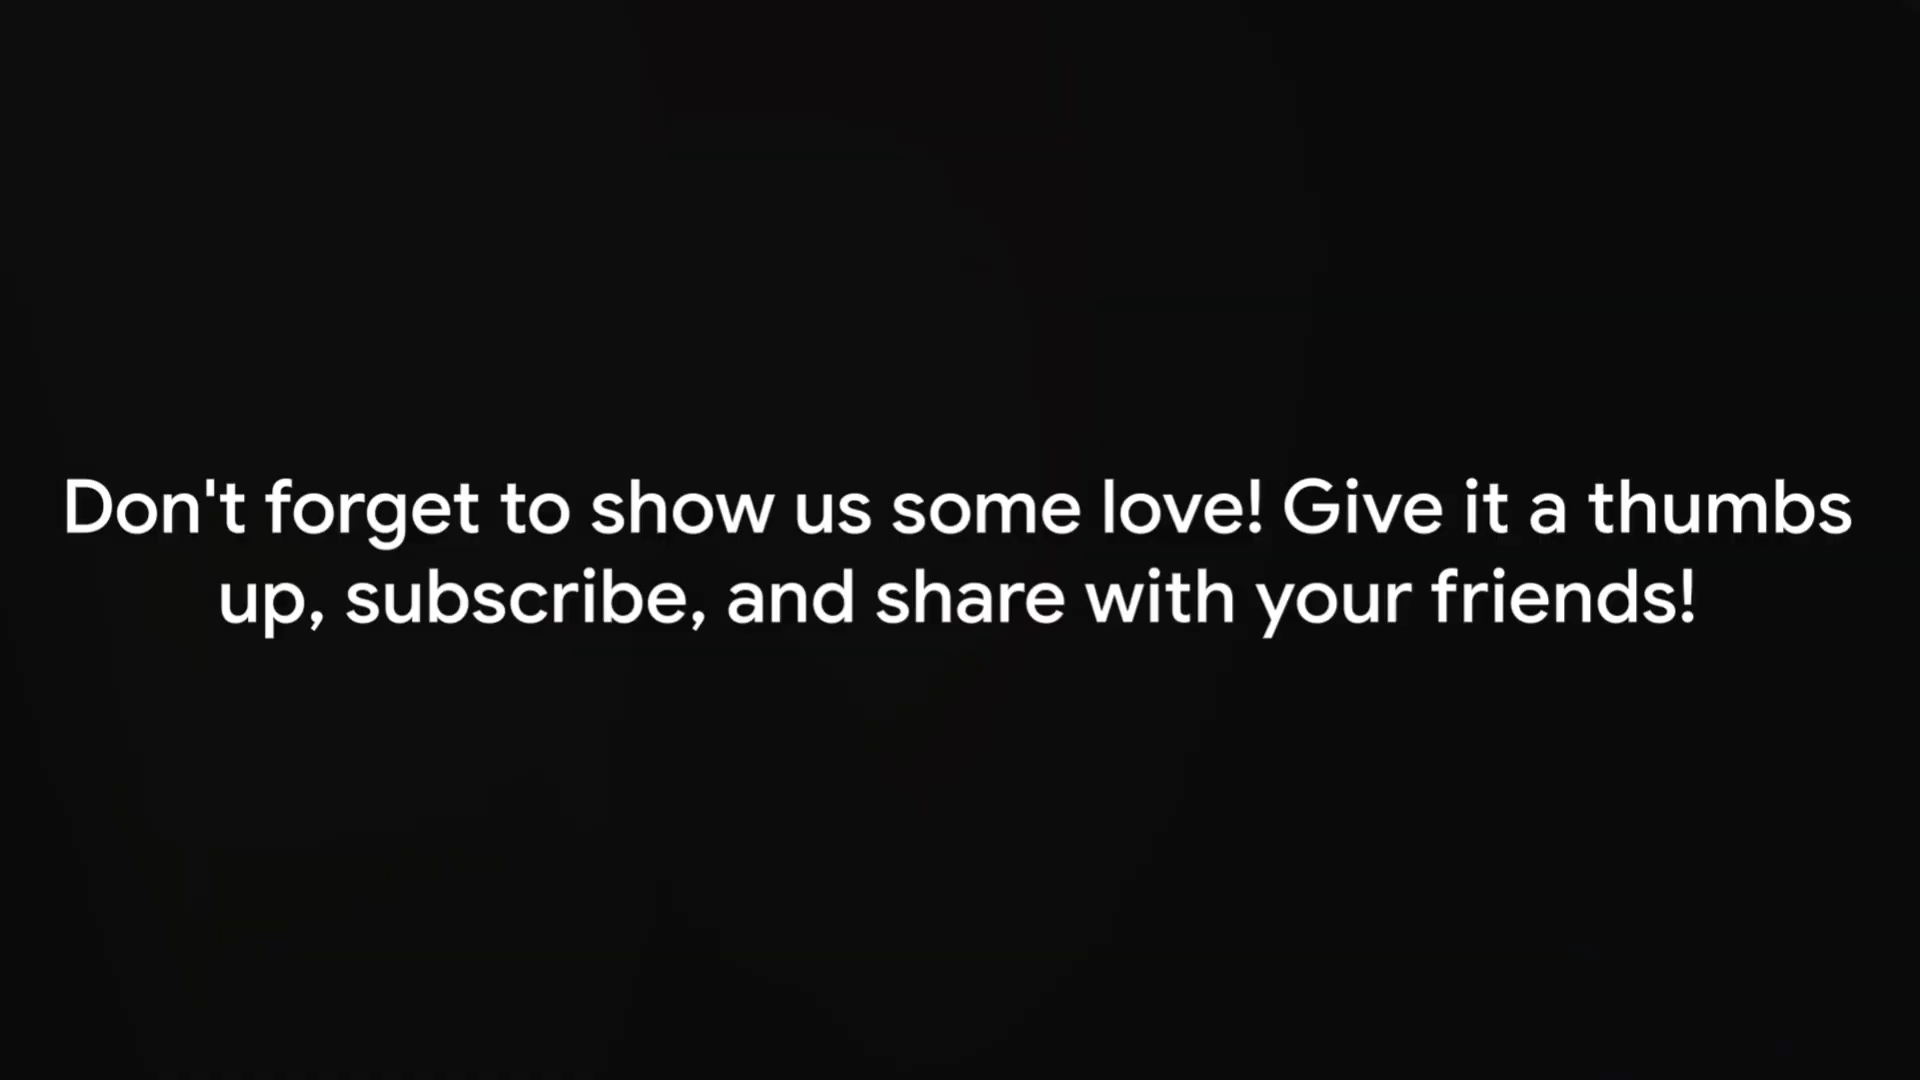 Don't forget to show us some love! Give it a thumbs
up, subscribe, and share with your friends!